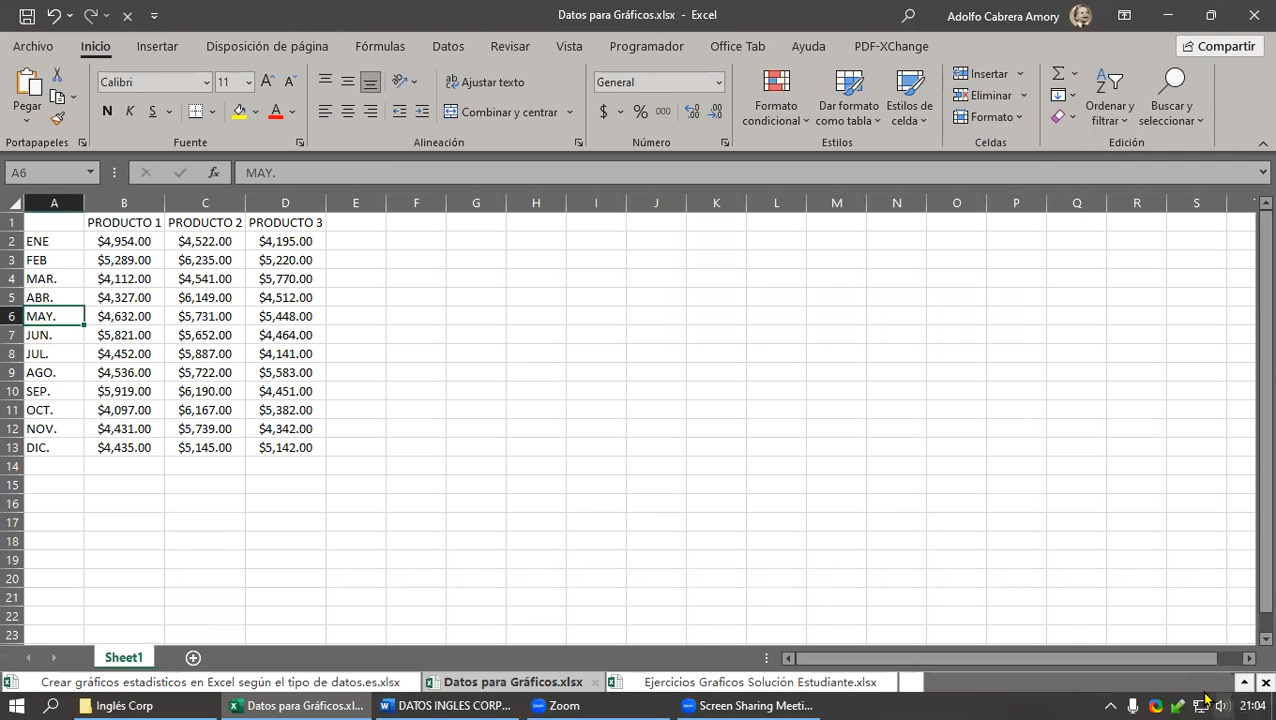 Datos para Gráficos.xlsx - Excel
Adolfo Cabrera Amory
Archivo Inicio Insertar Disposición de página Fórmulas Datos Revisar Vista Programador Office Tab Ayuda PDF-XChange Compartir
Pegar
Calibri 11
N K S
Ajustar texto
Combinar y centrar
General
$ % 000
Formato condicional
Dar formato como tabla
Estilos de celda
Insertar
Eliminar
Formato
Ordenar y filtrar
Buscar y seleccionar
Portapapeles Fuente Alineación Número Estilos Celdas Edición
A6 fx MAY.
A B C D E F G H I J K L M N O P Q R S
1 PRODUCTO 1 PRODUCTO 2 PRODUCTO 3
2 ENE $4,954.00 $4,522.00 $4,195.00
3 FEB $5,289.00 $6,235.00 $5,220.00
4 MAR. $4,112.00 $4,541.00 $5,770.00
5 ABR. $4,327.00 $6,149.00 $4,512.00
6 MAY. $4,632.00 $5,731.00 $5,448.00
7 JUN. $5,821.00 $5,652.00 $4,464.00
8 JUL. $4,452.00 $5,887.00 $4,141.00
9 AGO. $4,536.00 $5,722.00 $5,583.00
10 SEP. $5,919.00 $6,190.00 $4,451.00
11 OCT. $4,097.00 $6,167.00 $5,382.00
12 NOV. $4,431.00 $5,739.00 $4,342.00
13 DIC. $4,435.00 $5,145.00 $5,142.00
14
15
16
17
18
19
20
21
22
23
Sheet1
Crear gráficos estadísticos en Excel según el tipo de datos.es.xlsx Datos para Gráficos.xlsx Ejercicios Graficos Solución Estudiante.xlsx
Inglés Corp Datos para Gráficos.xl... DATOS INGLES CORP... Zoom Screen Sharing Meeti... 21:04